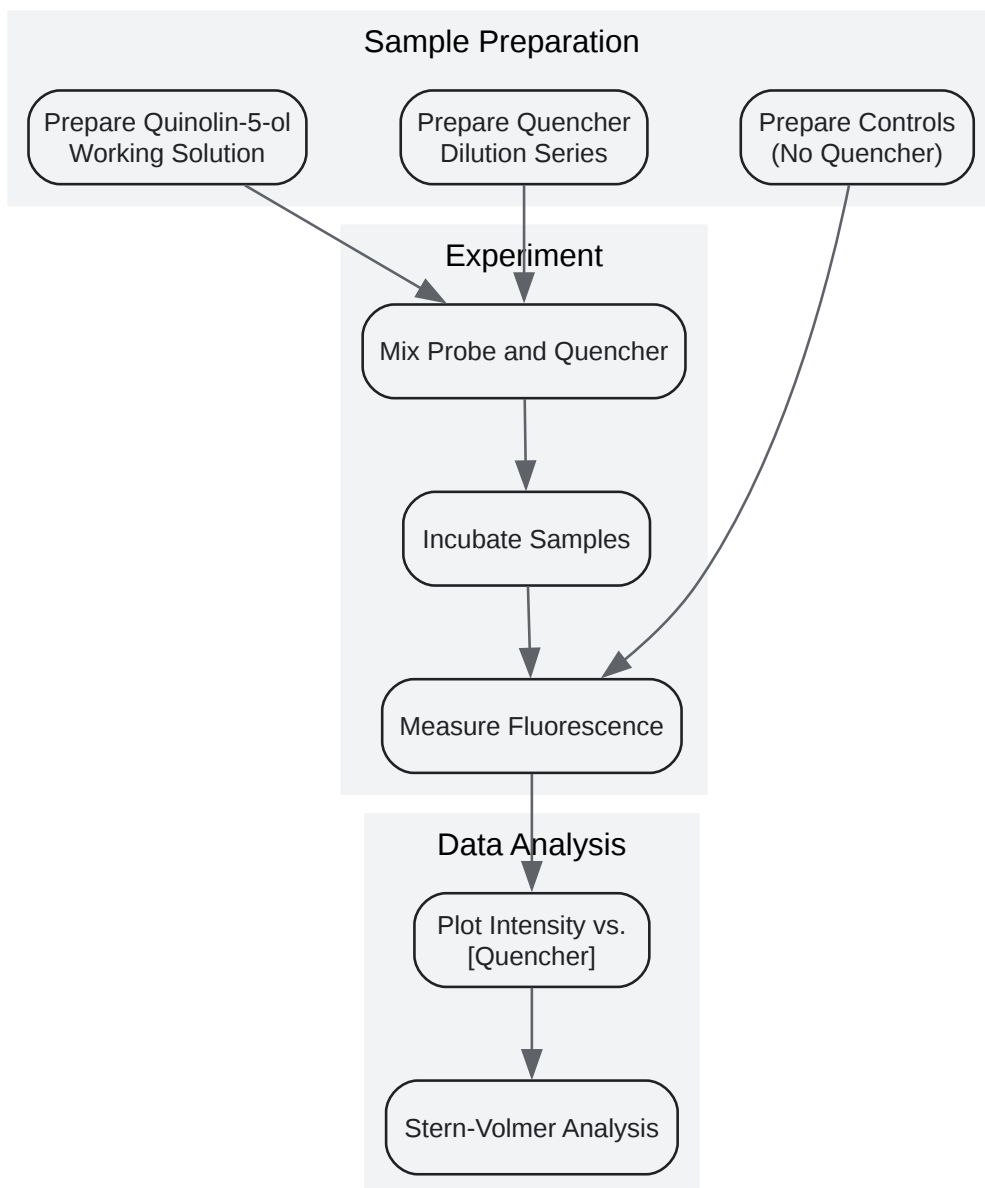 Sample Preparation
Prepare Quinolin-5-ol
Working Solution
Prepare Quencher
Dilution Series
Prepare Controls
(No Quencher)
Experiment
Mix Probe and Quencher
Incubate Samples
Measure Fluorescence
Data Analysis
Plot Intensity vs.
[Quencher]
Stern-Volmer Analysis